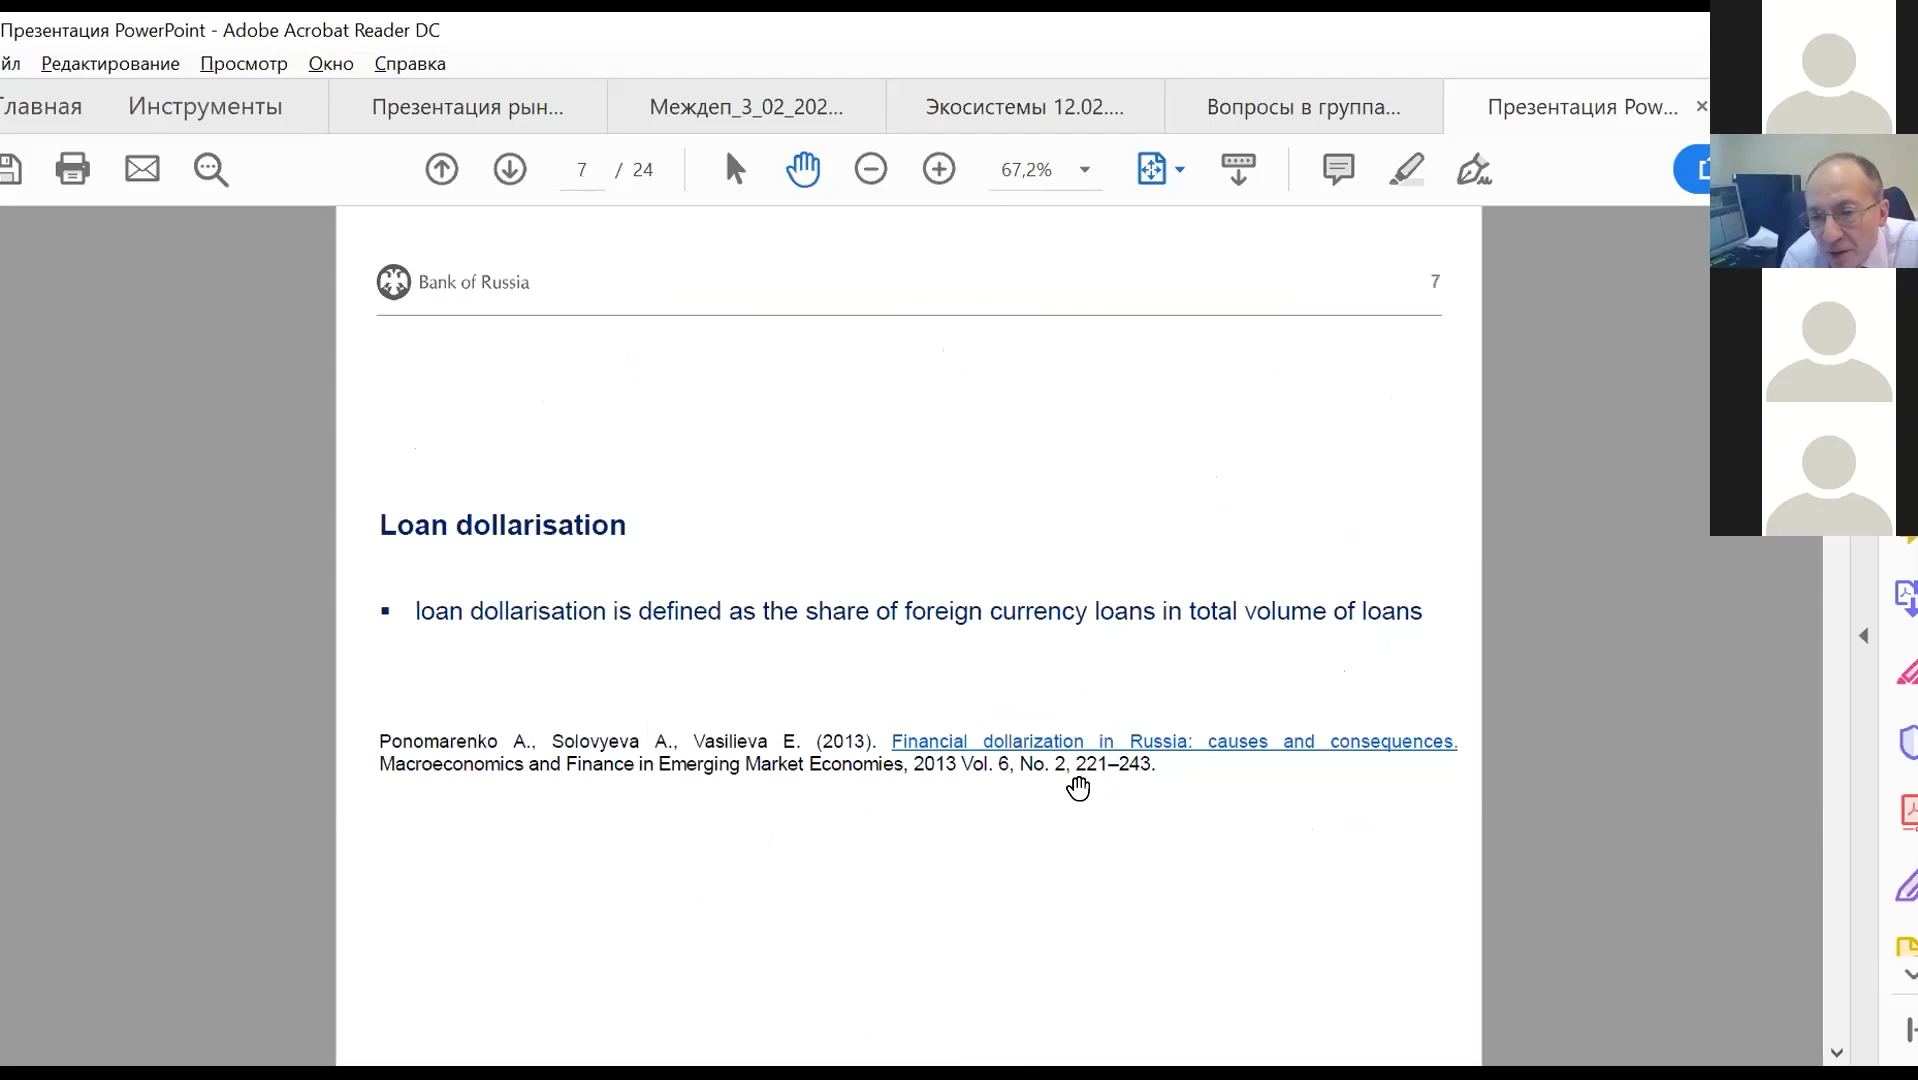 Презентация PowerPoint - Adobe Acrobat Reader DC
йл Редактирование Просмотр Окно Справка
Главная Инструменты Презентация рын... Междеп_3_02_202... Экосистемы 12.02.... Вопросы в группа... Презентация Pow...
7 / 24 67,2%
Bank of Russia 7
Loan dollarisation
▪ loan dollarisation is defined as the share of foreign currency loans in total volume of loans
Ponomarenko A., Solovyeva A., Vasilieva E. (2013). Financial dollarization in Russia: causes and consequences.
Macroeconomics and Finance in Emerging Market Economies, 2013 Vol. 6, No. 2, 221–243.